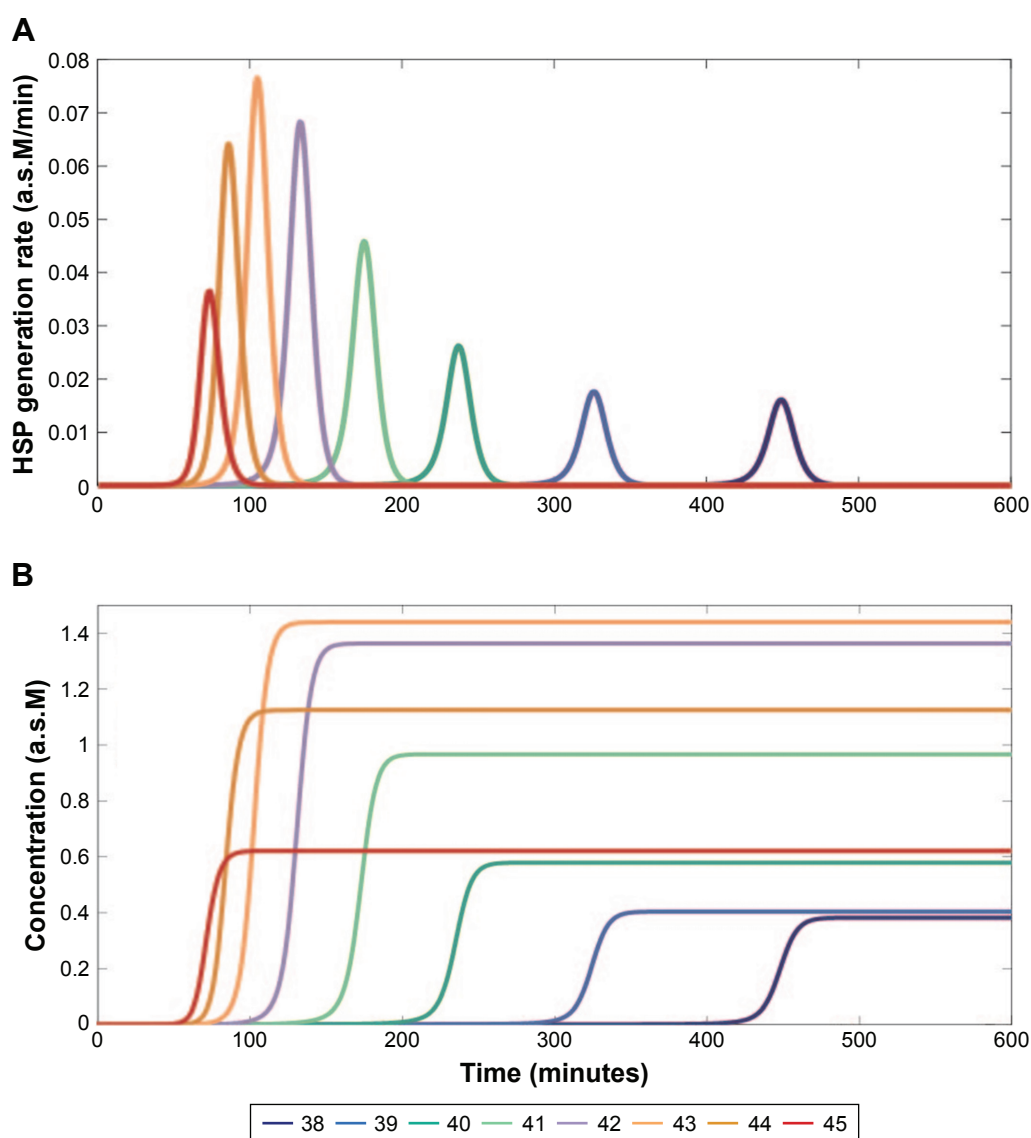 A
HSP generation rate (a.s.M/min)
0.08
0.07
0.06
0.05
0.04
0.03
0.02
0.01
0
0 100 200 300 400 500 600
B
Concentration (a.s.M)
1.4
1.2
1
0.8
0.6
0.4
0.2
0
0 100 200 300 400 500 600
Time (minutes)
38 39 40 41 42 43 44 45